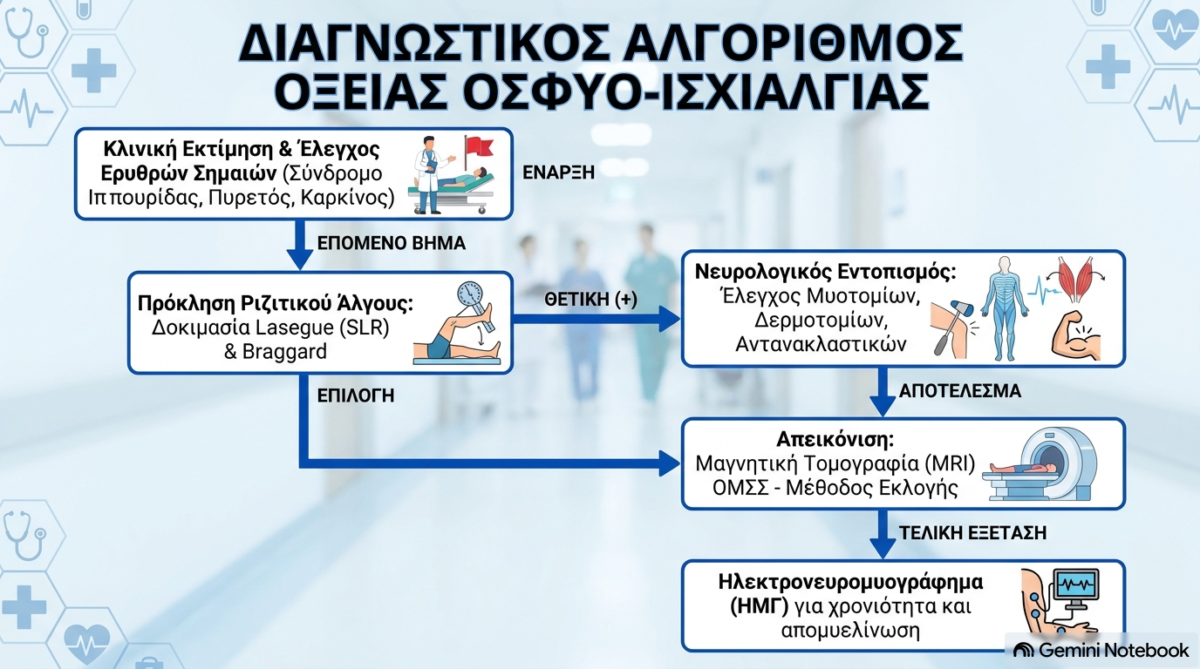 ΔΙΑΓΝΩΣΤΙΚΟΣ ΑΛΓΟΡΙΘΜΟΣ
ΟΞΕΙΑΣ ΟΣΦΥΟ-ΙΣΧΙΑΛΓΙΑΣ
Κλινική Εκτίμηση & Έλεγχος
Ερυθρών Σημαιών (Σύνδρομο
Ιππουρίδας, Πυρετός, Καρκίνος)
ΕΝΑΡΞΗ
ΕΠΟΜΕΝΟ ΒΗΜΑ
Πρόκληση Ριζιτικού Άλγους:
Δοκιμασία Lasegue (SLR)
& Braggard
ΘΕΤΙΚΗ (+)
Νευρολογικός Εντοπισμός:
Έλεγχος Μυοτομίων,
Δερμοτομίων,
Αντανακλαστικών
ΕΠΙΛΟΓΗ
ΑΠΟΤΕΛΕΣΜΑ
Απεικόνιση:
Μαγνητική Τομογραφία (MRI)
ΟΜΣΣ - Μέθοδος Εκλογής
ΤΕΛΙΚΗ ΕΞΕΤΑΣΗ
Ηλεκτρονευρομυογράφημα
(ΗΜΓ) για χρονιότητα και
απομυελίνωση
Gemini Notebook